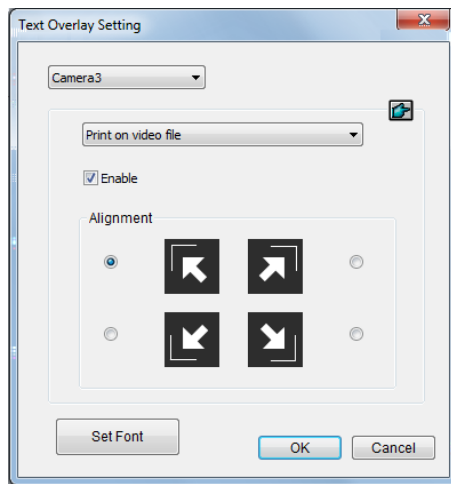 Text Overlay Setting
Camera3
Print on video file
Enable
Alignment
Set Font
OK
Cancel